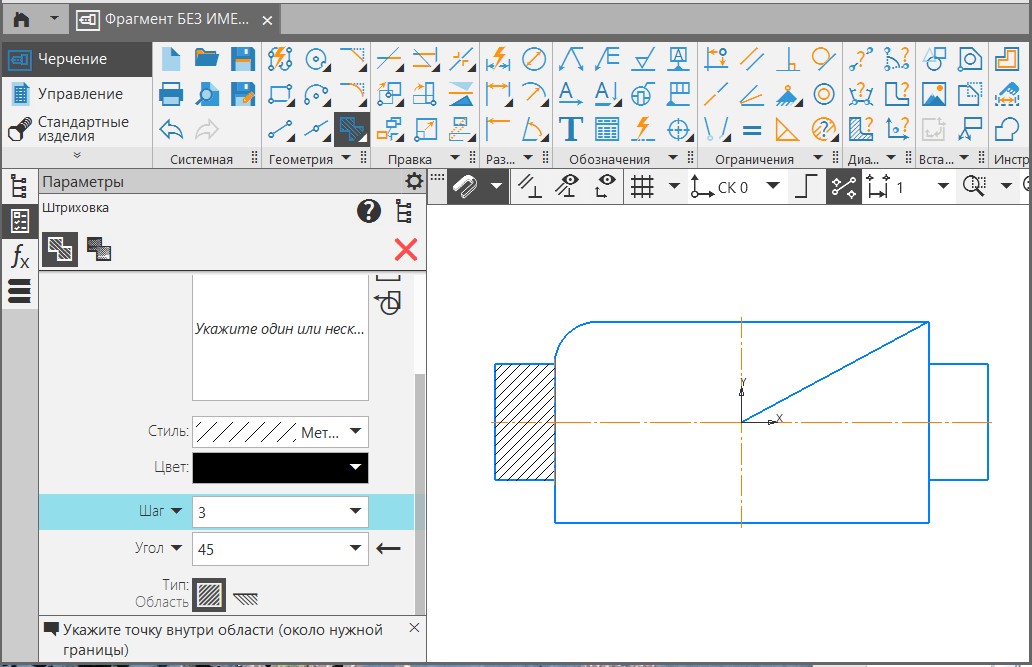 Фрагмент БЕЗ ИМЕ...
Черчение
Управление
Стандартные
изделия
Системная
Геометрия
Правка
Раз...
Обозначения
Ограничения
Диа...
Вста...
Инстр
Параметры
СК 0
1
Штриховка
Укажите один или неск...
Стиль:
Мет...
Цвет:
Шаг
3
Угол
45
Тип:
Область
Укажите точку внутри области (около нужной
границы)
Y
X